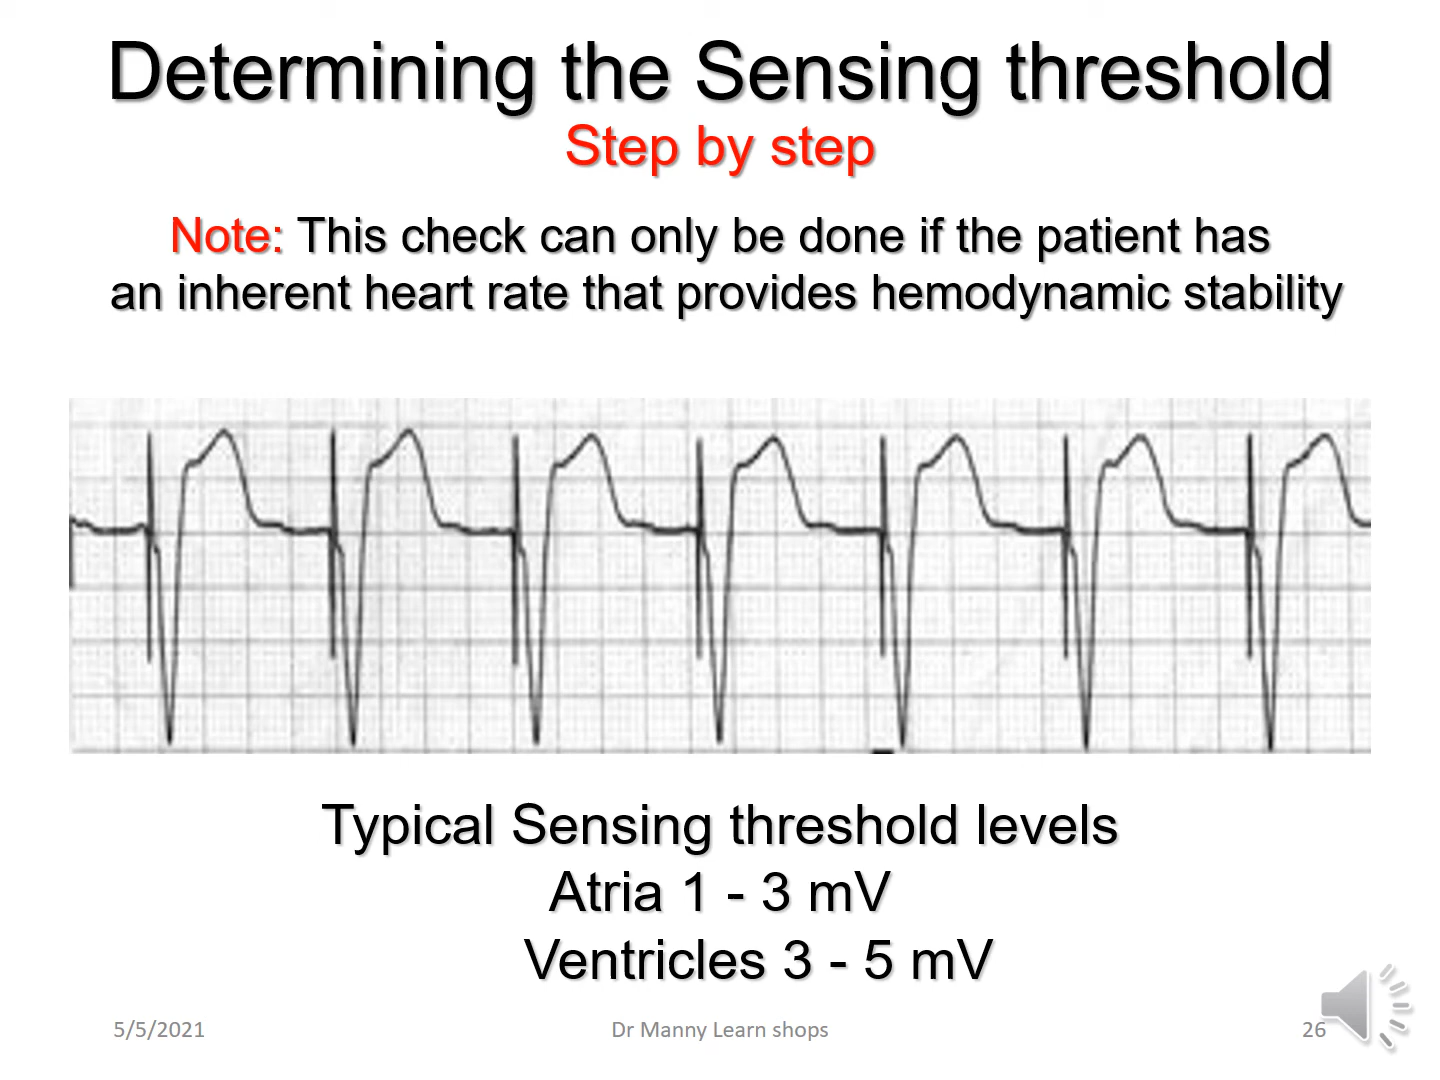 Determining the Sensing threshold
Step by step
Note: This check can only be done if the patient has
an inherent heart rate that provides hemodynamic stability
Typical Sensing threshold levels
Atria 1 - 3 mV
Ventricles 3 - 5 mV
5/5/2021
Dr Manny Learn shops
26